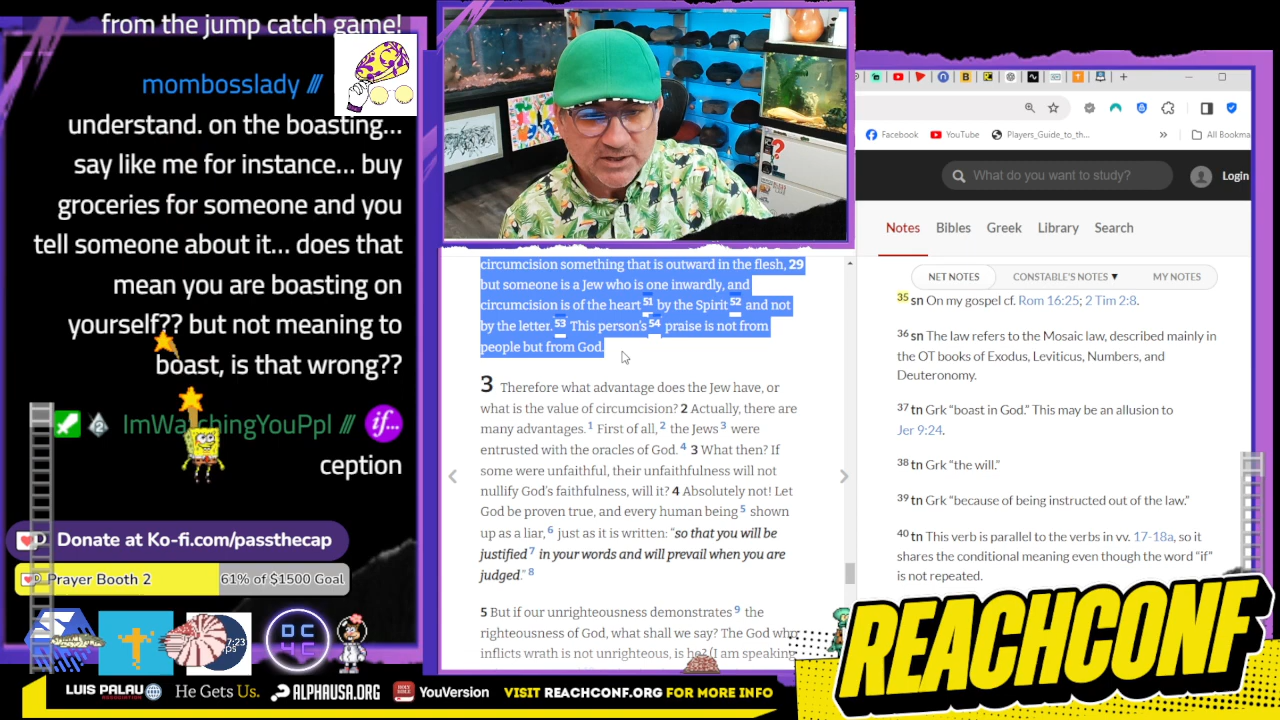 from the jump catch game!
mombosslady ///
understand. on the boasting...
say like me for instance... buy
groceries for someone and you
tell someone about it... does that
mean you are boasting on
yourself?? but not meaning to
boast, is that wrong??
2 ImWatchingYouPpl /// if...
ception
Donate at Ko-fi.com/passthecap
Prayer Booth 2 61% of $1500 Goal
7:23
OC
4C
circumcision something that is outward in the flesh, 29
but someone is a Jew who is one inwardly, and
circumcision is of the heart 51 by the Spirit 52 and not
by the letter. 53 This person's 54 praise is not from
people but from God.
3 Therefore what advantage does the Jew have, or
what is the value of circumcision? 2 Actually, there are
many advantages. 1 First of all, 2 the Jews 3 were
entrusted with the oracles of God. 4 3 What then? If
some were unfaithful, their unfaithfulness will not
nullify God's faithfulness, will it? 4 Absolutely not! Let
God be proven true, and every human being 5 shown
up as a liar, 6 just as it is written: "so that you will be
justified 7 in your words and will prevail when you are
judged." 8
5 But if our unrighteousness demonstrates 9 the
righteousness of God, what shall we say? The God who
inflicts wrath is not unrighteous, is he? (I am speaking
Facebook YouTube Players_Guide_to_th... » All Bookma
What do you want to study? Login
Notes Bibles Greek Library Search
NET NOTES CONSTABLE'S NOTES ▼ MY NOTES
35 sn On my gospel cf. Rom 16:25; 2 Tim 2:8.
36 sn The law refers to the Mosaic law, described mainly in
the OT books of Exodus, Leviticus, Numbers, and
Deuteronomy.
37 tn Grk "boast in God." This may be an allusion to
Jer 9:24.
38 tn Grk "the will."
39 tn Grk "because of being instructed out of the law."
40 tn This verb is parallel to the verbs in vv. 17-18a, so it
shares the conditional meaning even though the word "if"
is not repeated.
REACHCONF
LUIS PALAU He Gets Us. ALPHAUSA.ORG HOLY BIBLE YouVersion VISIT REACHCONF.ORG FOR MORE INFO